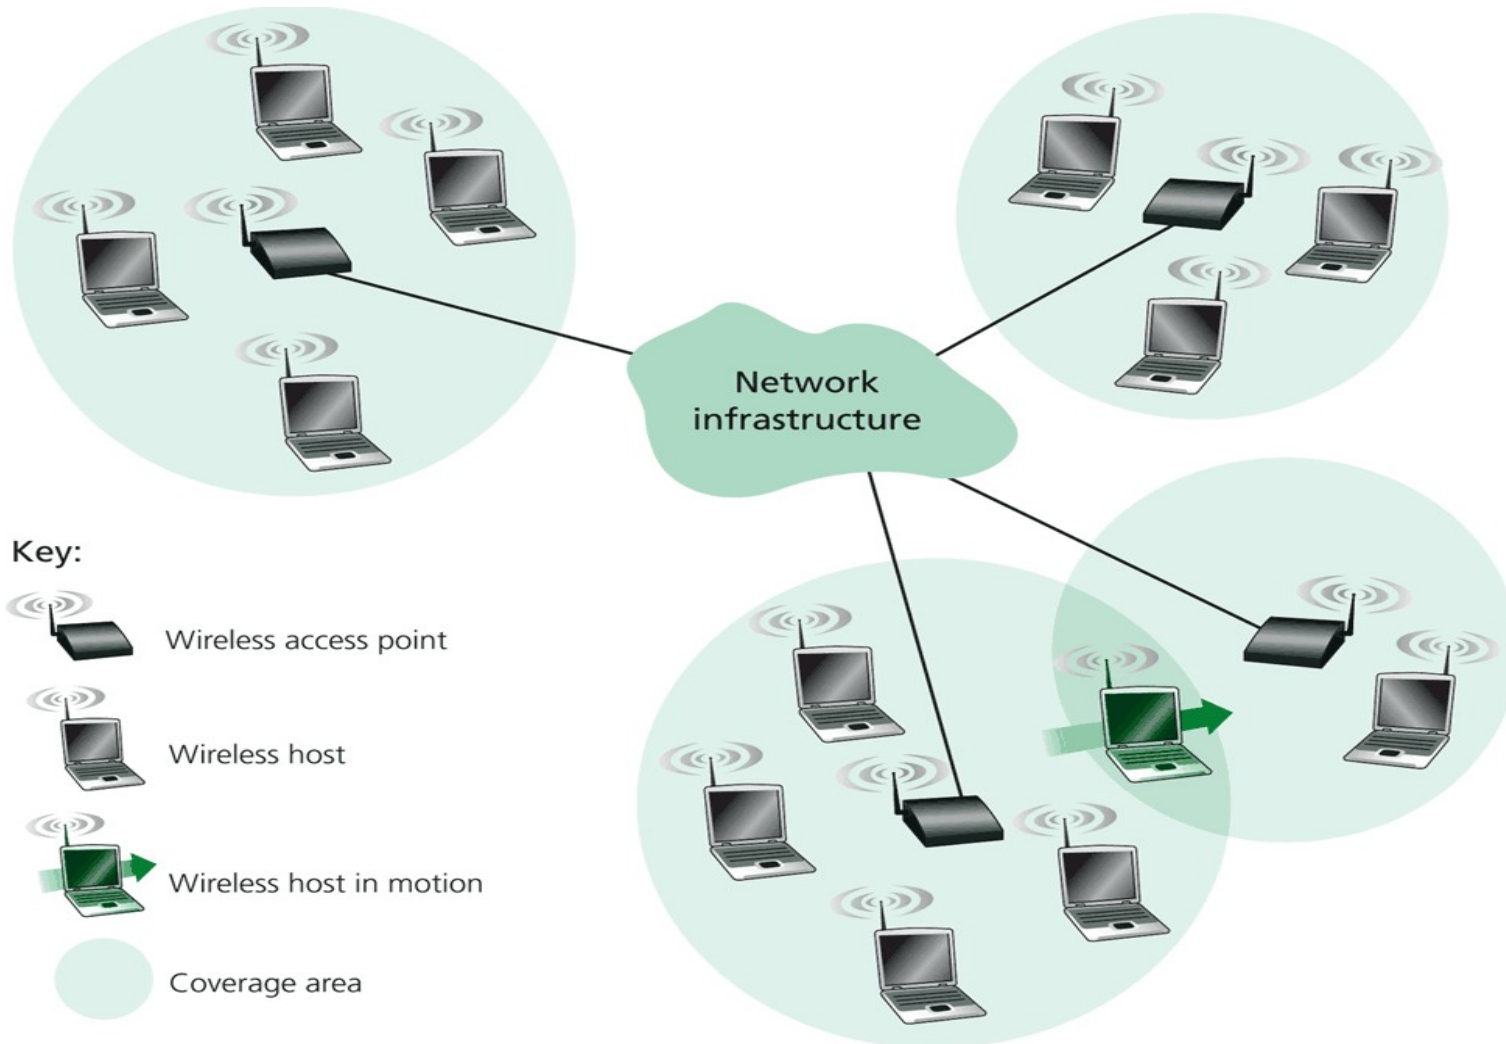 Network
infrastructure
Key:
Wireless access point
Wireless host
Wireless host in motion
Coverage area